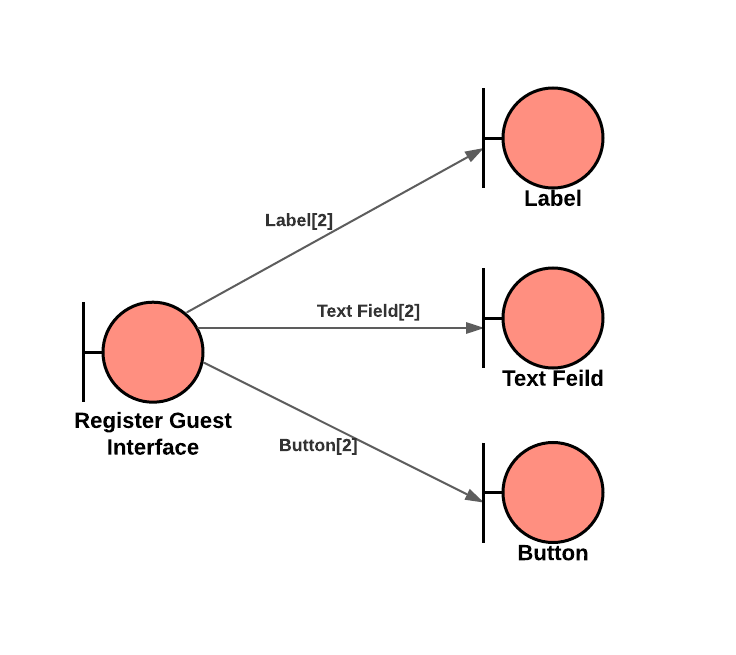 Label
Label[2]
Text Field[2]
Text Feild
Register Guest
Interface
Button[2]
Button